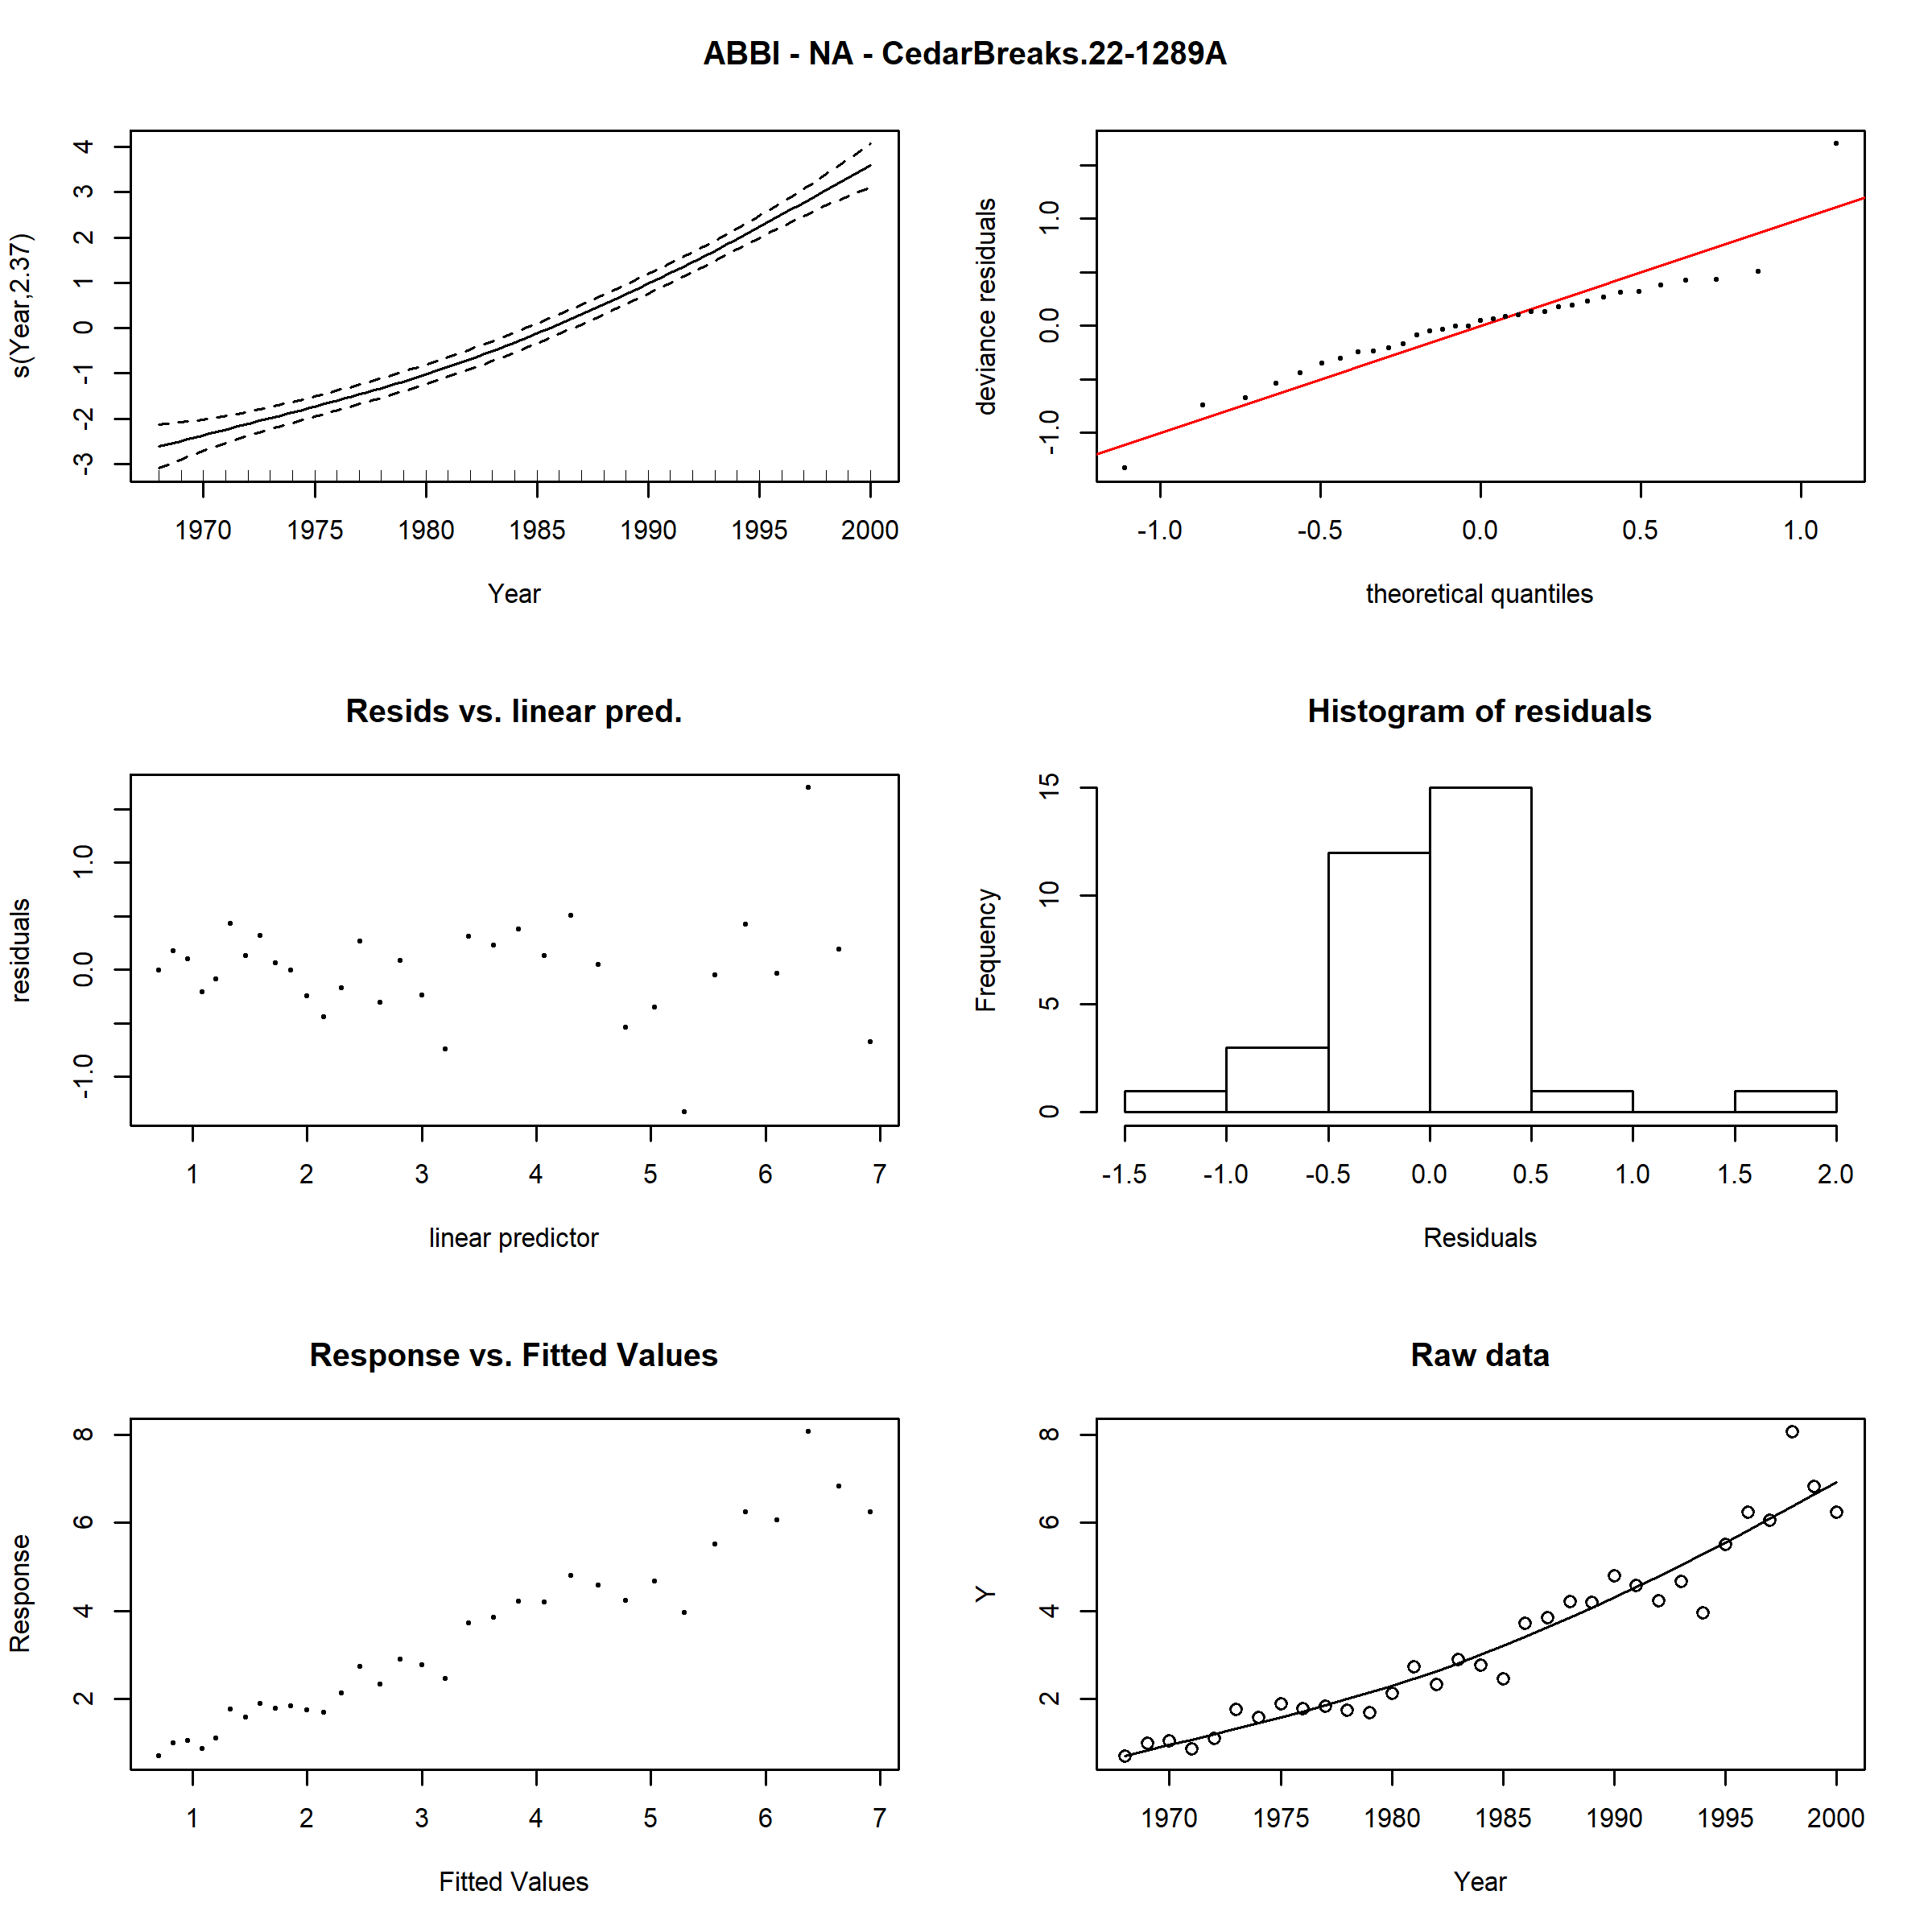 ABBI - NA - CedarBreaks.22-1289A
s(Year,2.37)
4
3
2
1
0
-1
-2
-3
1970 1975 1980 1985 1990 1995 2000
Year
deviance residuals
1.0
0.0
-1.0
-1.0 -0.5 0.0 0.5 1.0
theoretical quantiles
Resids vs. linear pred.
residuals
1.0
0.0
-1.0
1 2 3 4 5 6 7
linear predictor
Histogram of residuals
Frequency
15
10
5
0
-1.5 -1.0 -0.5 0.0 0.5 1.0 1.5 2.0
Residuals
Response vs. Fitted Values
Response
8
6
4
2
1 2 3 4 5 6 7
Fitted Values
Raw data
Y
8
6
4
2
1970 1975 1980 1985 1990 1995 2000
Year